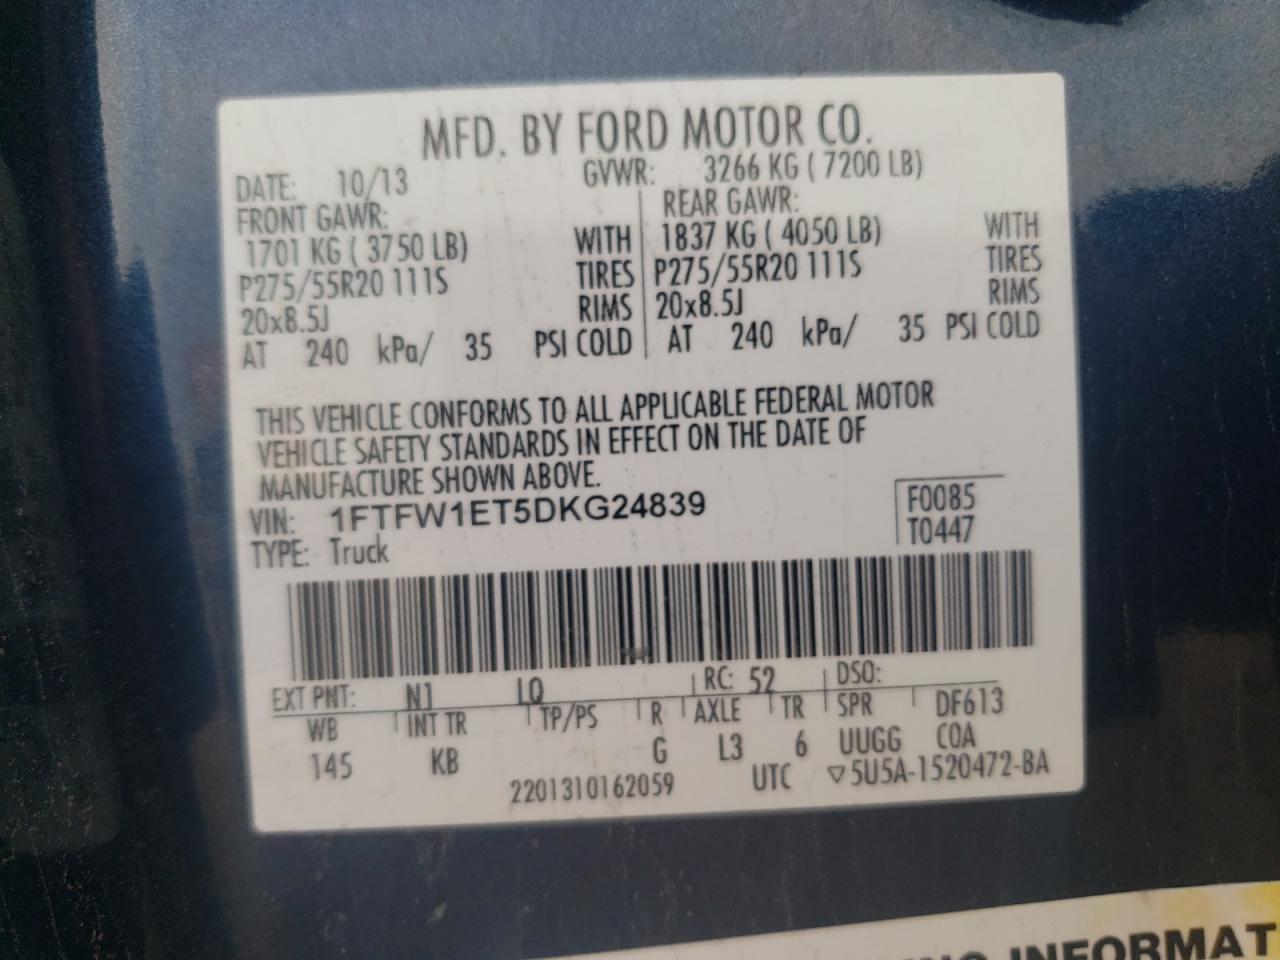 MFD. BY FORD MOTOR CO.
DATE: 10/13 GVWR: 3266 KG ( 7200 LB)
FRONT GAWR: REAR GAWR:
1701 KG ( 3750 LB) WITH 1837 KG ( 4050 LB) WITH
P275/55R20 111S TIRES P275/55R20 111S TIRES
20x8.5J RIMS 20x8.5J RIMS
AT 240 kPa/ 35 PSI COLD AT 240 kPa/ 35 PSI COLD
THIS VEHICLE CONFORMS TO ALL APPLICABLE FEDERAL MOTOR
VEHICLE SAFETY STANDARDS IN EFFECT ON THE DATE OF
MANUFACTURE SHOWN ABOVE.
VIN: 1FTFW1ET5DKG24839 F0085
TYPE: Truck T0447
EXT PNT: N1 LQ RC: 52 DSO:
WB INT TR TP/PS R AXLE TR SPR DF613
145 KB G L3 6 UUGG COA
2201310162059 UTC ▽5U5A-1520472-BA
INFORMAT